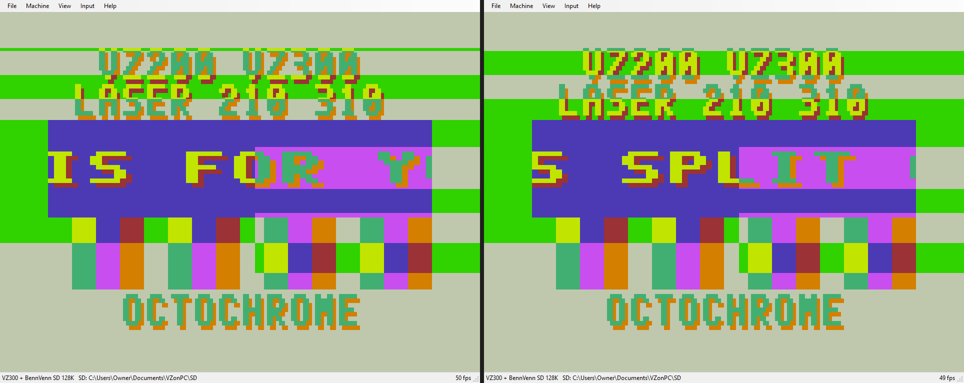 File Machine View Input Help
VZ200 VZ300
LASER 210 310
IS FOR Y
OCTOCHROME
VZ300 + BennVenn SD 128K SD: C:\Users\Owner\Documents\VZonPC\SD 50 fps
File Machine View Input Help
VZ200 VZ300
LASER 210 310
S SPLIT
OCTOCHROME
VZ300 + BennVenn SD 128K SD: C:\Users\Owner\Documents\VZonPC\SD 49 fps